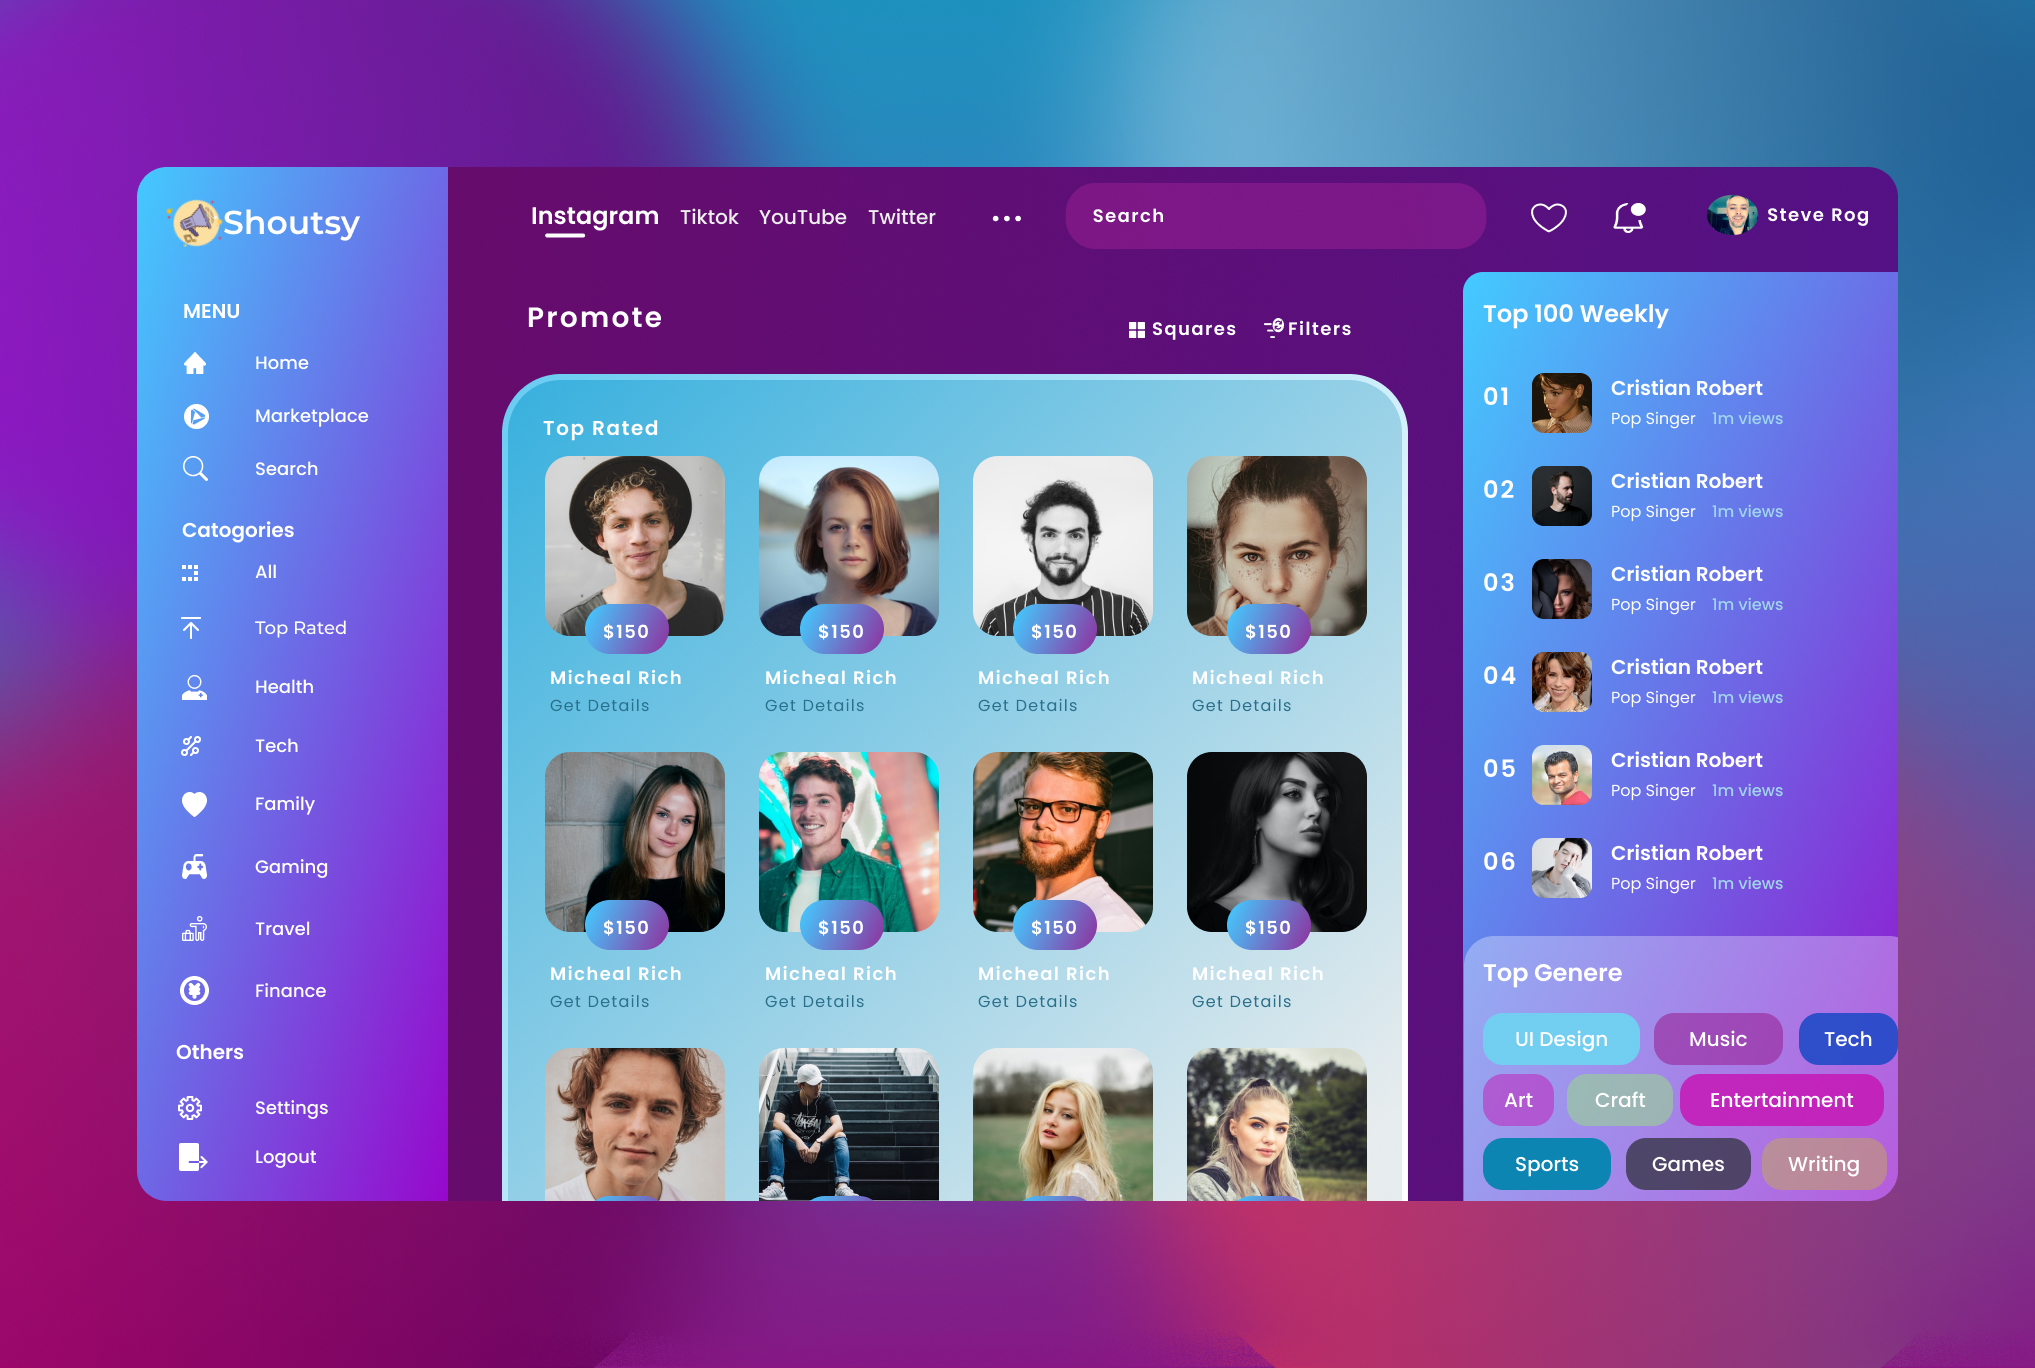 Shoutsy
MENU
Home
Marketplace
Search
Catogories
All
Top Rated
Health
Tech
Family
Gaming
Travel
Finance
Others
Settings
Logout
Instagram Tiktok YouTube Twitter
Search
Steve Rog
Promote
Squares Filters
Top Rated
$150 $150 $150 $150
Micheal Rich Micheal Rich Micheal Rich Micheal Rich
Get Details Get Details Get Details Get Details
$150 $150 $150 $150
Micheal Rich Micheal Rich Micheal Rich Micheal Rich
Get Details Get Details Get Details Get Details
Top 100 Weekly
01 Cristian Robert
Pop Singer 1m views
02 Cristian Robert
Pop Singer 1m views
03 Cristian Robert
Pop Singer 1m views
04 Cristian Robert
Pop Singer 1m views
05 Cristian Robert
Pop Singer 1m views
06 Cristian Robert
Pop Singer 1m views
Top Genere
UI Design Music Tech
Art Craft Entertainment
Sports Games Writing